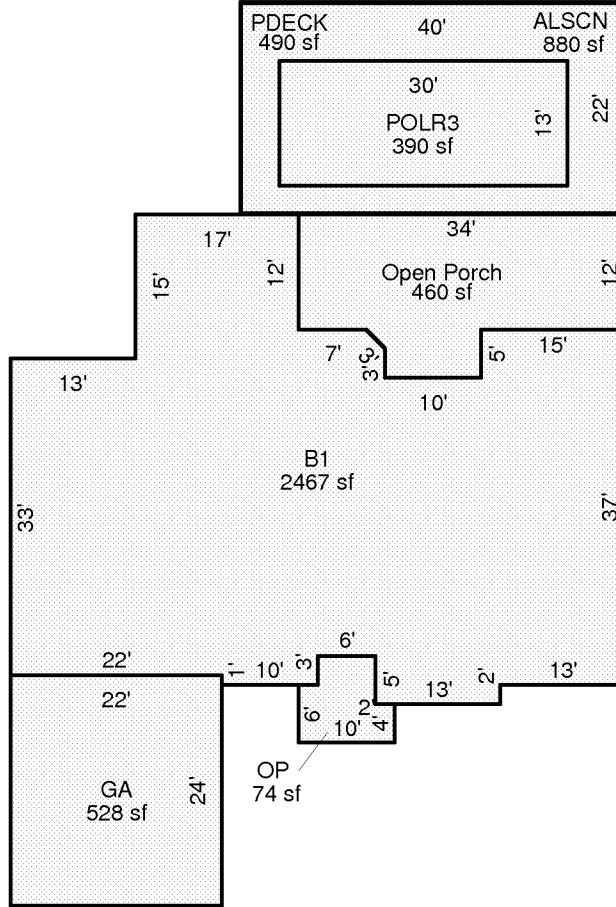 PDECK
490 sf
40'
ALSCN
880 sf
30'
POLR3
390 sf
13'
22'
17'
34'
15'
12'
Open Porch
460 sf
12'
7'
3'
3'
5'
15'
13'
10'
B1
2467 sf
33'
37'
22'
1'
10'
3'
6'
5'
13'
2'
13'
22'
6'
2'
4'
10'
GA
528 sf
24'
OP
74 sf